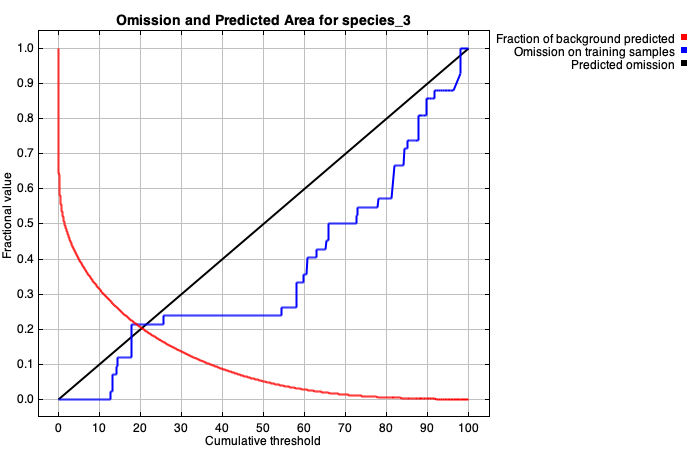 Omission and Predicted Area for species_3
Fraction of background predicted
Omission on training samples
Predicted omission
Fractional value
1.0
0.9
0.8
0.7
0.6
0.5
0.4
0.3
0.2
0.1
0.0
0 10 20 30 40 50 60 70 80 90 100
Cumulative threshold